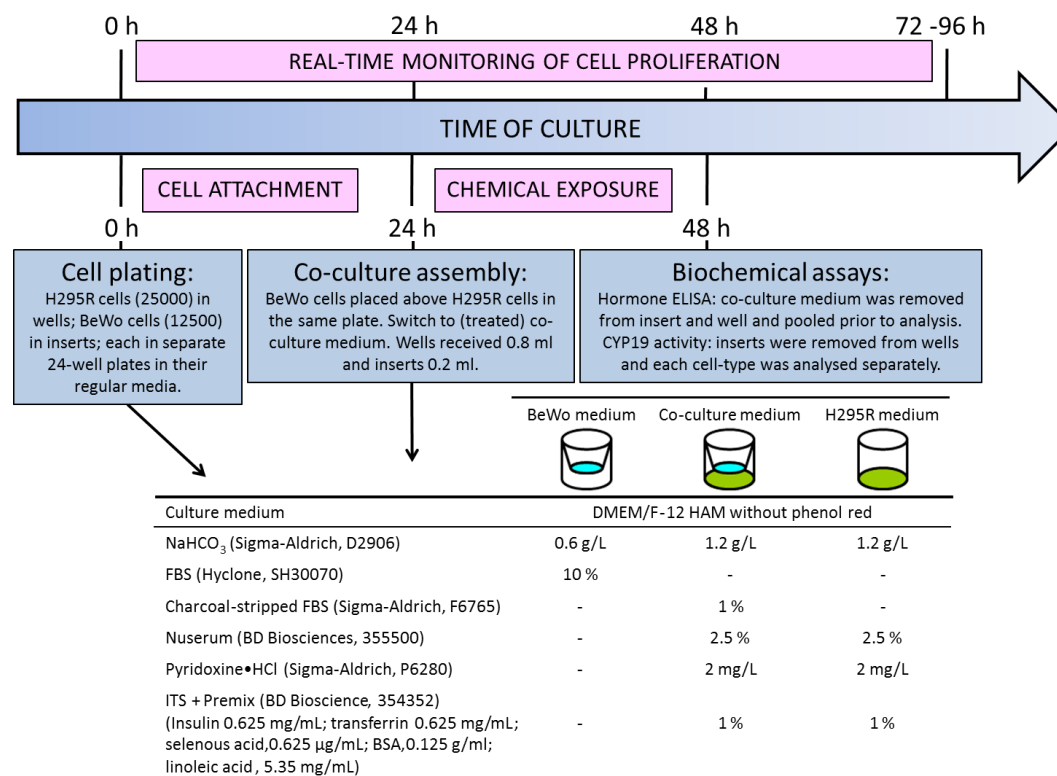 0 h 24 h 48 h 72 -96 h
REAL-TIME MONITORING OF CELL PROLIFERATION
TIME OF CULTURE
CELL ATTACHMENT CHEMICAL EXPOSURE
0 h 24 h 48 h
Cell plating:
H295R cells (25000) in
wells; BeWo cells (12500)
in inserts; each in separate
24-well plates in their
regular media.
Co-culture assembly:
BeWo cells placed above H295R cells in
the same plate. Switch to (treated) co-
culture medium. Wells received 0.8 ml
and inserts 0.2 ml.
Biochemical assays:
Hormone ELISA: co-culture medium was removed
from insert and well and pooled prior to analysis.
CYP19 activity: inserts were removed from wells
and each cell-type was analysed separately.
BeWo medium Co-culture medium H295R medium
Culture medium DMEM/F-12 HAM without phenol red
NaHCO3 (Sigma-Aldrich, D2906) 0.6 g/L 1.2 g/L 1.2 g/L
FBS (Hyclone, SH30070) 10 % - -
Charcoal-stripped FBS (Sigma-Aldrich, F6765) - 1 % -
Nuserum (BD Biosciences, 355500) - 2.5 % 2.5 %
Pyridoxine•HCl (Sigma-Aldrich, P6280) - 2 mg/L 2 mg/L
ITS + Premix (BD Bioscience, 354352)
(Insulin 0.625 mg/mL; transferrin 0.625 mg/mL; - 1 % 1 %
selenous acid,0.625 µg/mL; BSA,0.125 g/ml;
linoleic acid , 5.35 mg/mL)